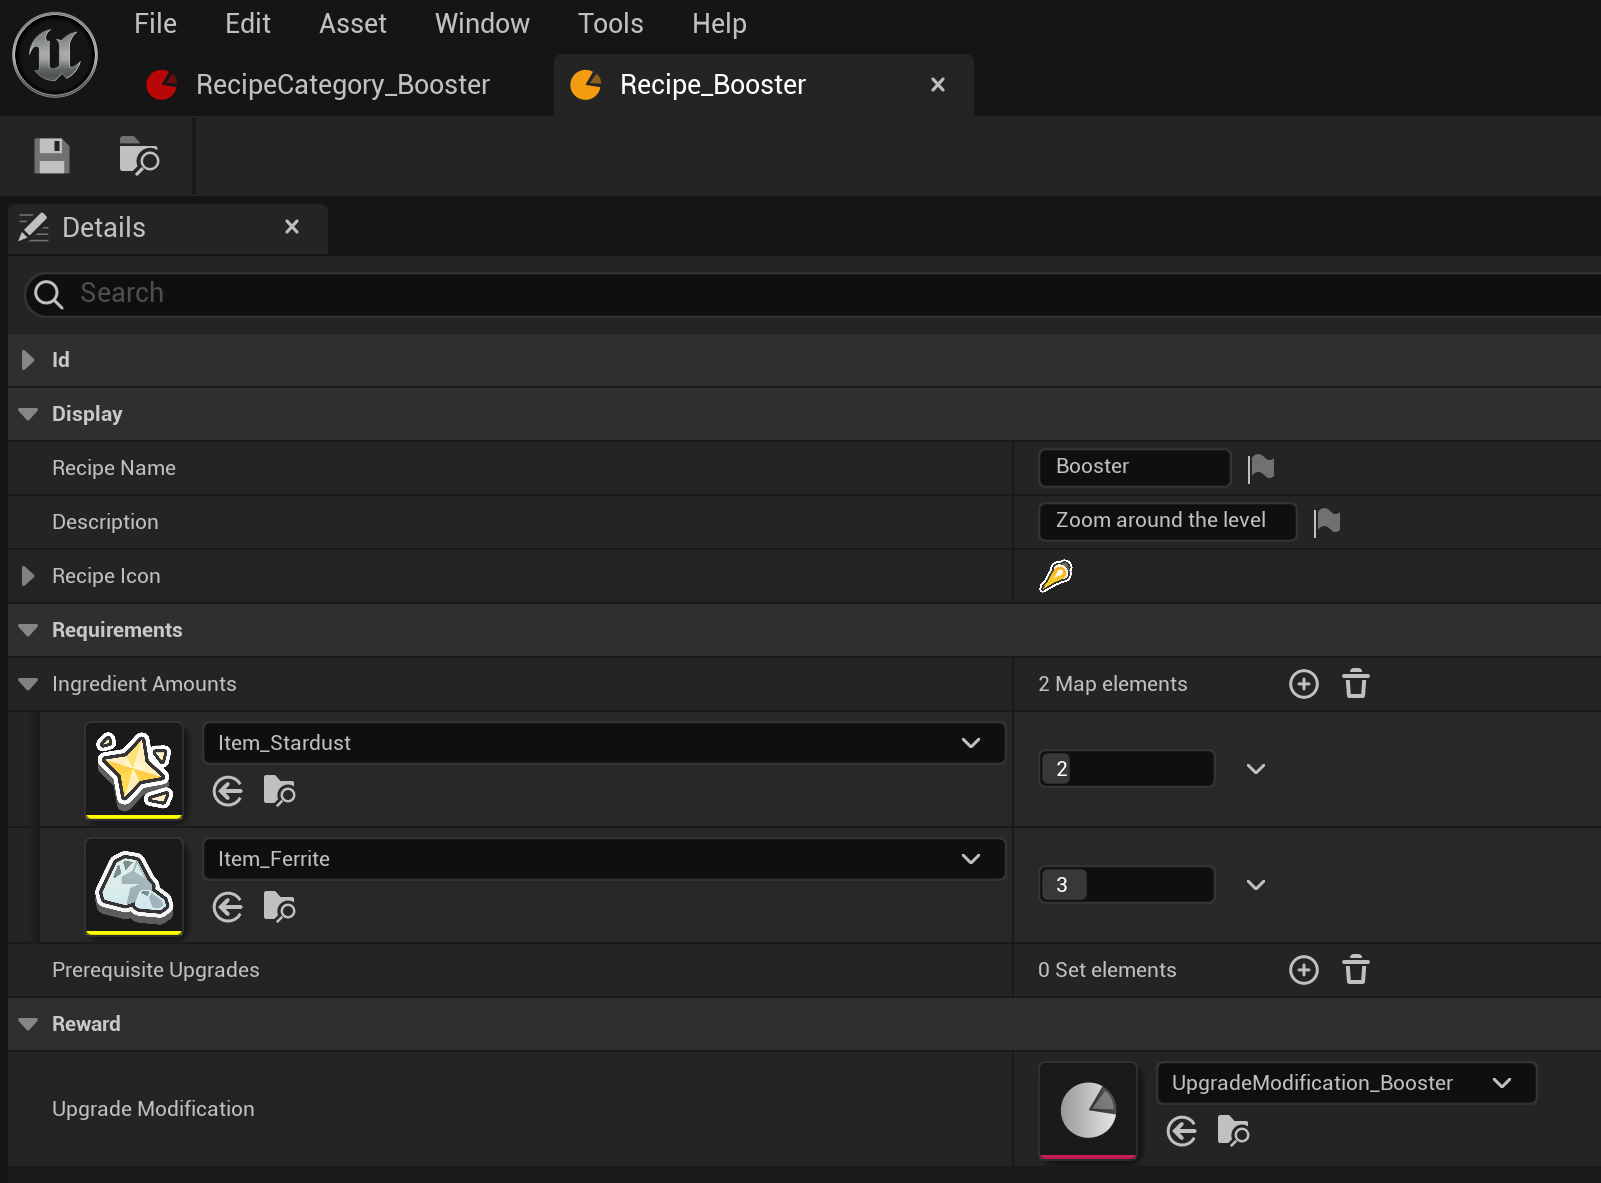 File Edit Asset Window Tools Help
RecipeCategory_Booster Recipe_Booster
Details
Search
Id
Display
Recipe Name Booster
Description Zoom around the level
Recipe Icon
Requirements
Ingredient Amounts 2 Map elements
Item_Stardust
2
Item_Ferrite
3
Prerequisite Upgrades 0 Set elements
Reward
UpgradeModification_Booster
Upgrade Modification